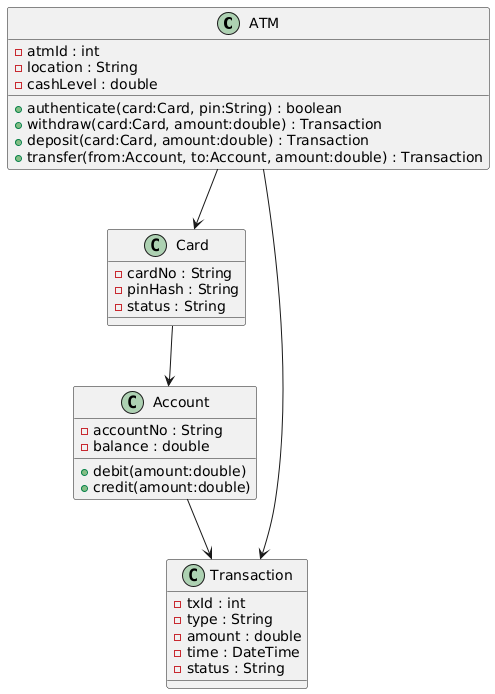 C ATM
atmId : int
location : String
cashLevel : double
authenticate(card:Card, pin:String) : boolean
withdraw(card:Card, amount:double) : Transaction
deposit(card:Card, amount:double) : Transaction
transfer(from:Account, to:Account, amount:double) : Transaction
C Card
cardNo : String
pinHash : String
status : String
C Account
accountNo : String
balance : double
debit(amount:double)
credit(amount:double)
C Transaction
txId : int
type : String
amount : double
time : DateTime
status : String